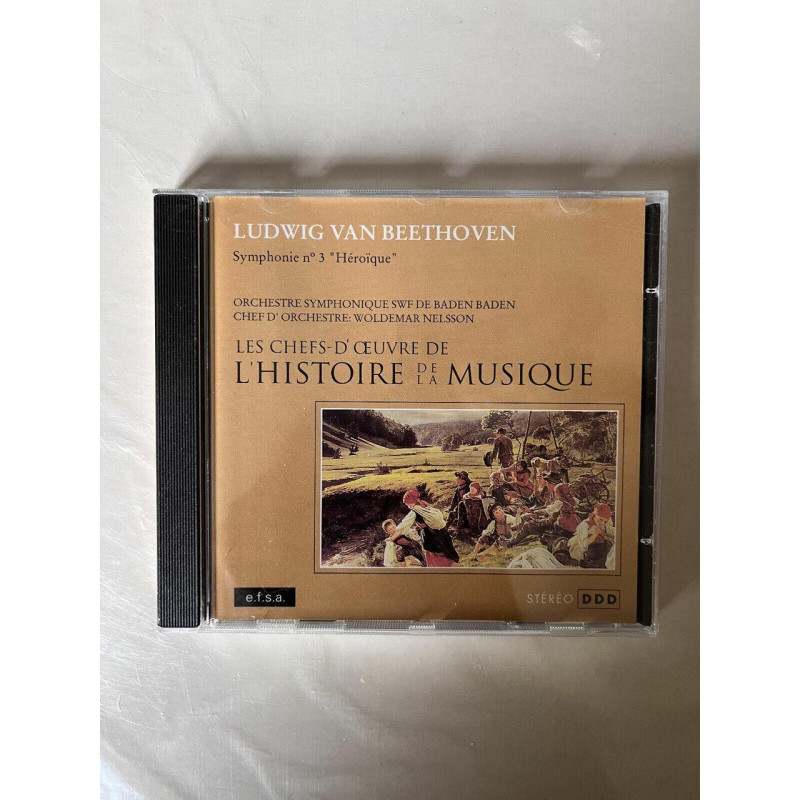 LUDWIG VAN BEETHOVEN
Symphonie nº 3 "Héroïque"
ORCHESTRE SYMPHONIQUE SWF DE BADEN BADEN
CHEF D' ORCHESTRE: WOLDEMAR NELSSON
LES CHEFS-D'ŒUVRE DE
L'HISTOIRE DE LA MUSIQUE
e.f.s.a.
STÉRÉO DDD